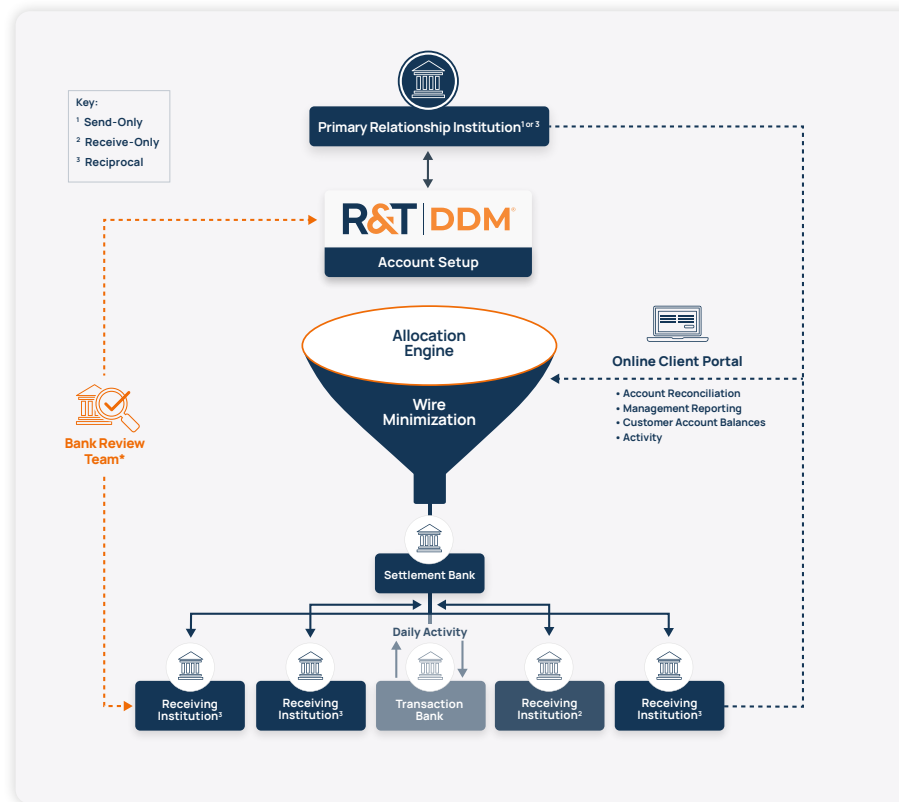 Key:
¹ Send-Only
² Receive-Only
³ Reciprocal
Primary Relationship Institution¹ ᵒʳ ³
R&T | DDM®
Account Setup
Allocation
Engine
Wire
Minimization
Online Client Portal
• Account Reconciliation
• Management Reporting
• Customer Account Balances
• Activity
Bank Review
Team*
Settlement Bank
Daily Activity
Receiving
Institution³
Receiving
Institution³
Transaction
Bank
Receiving
Institution²
Receiving
Institution³